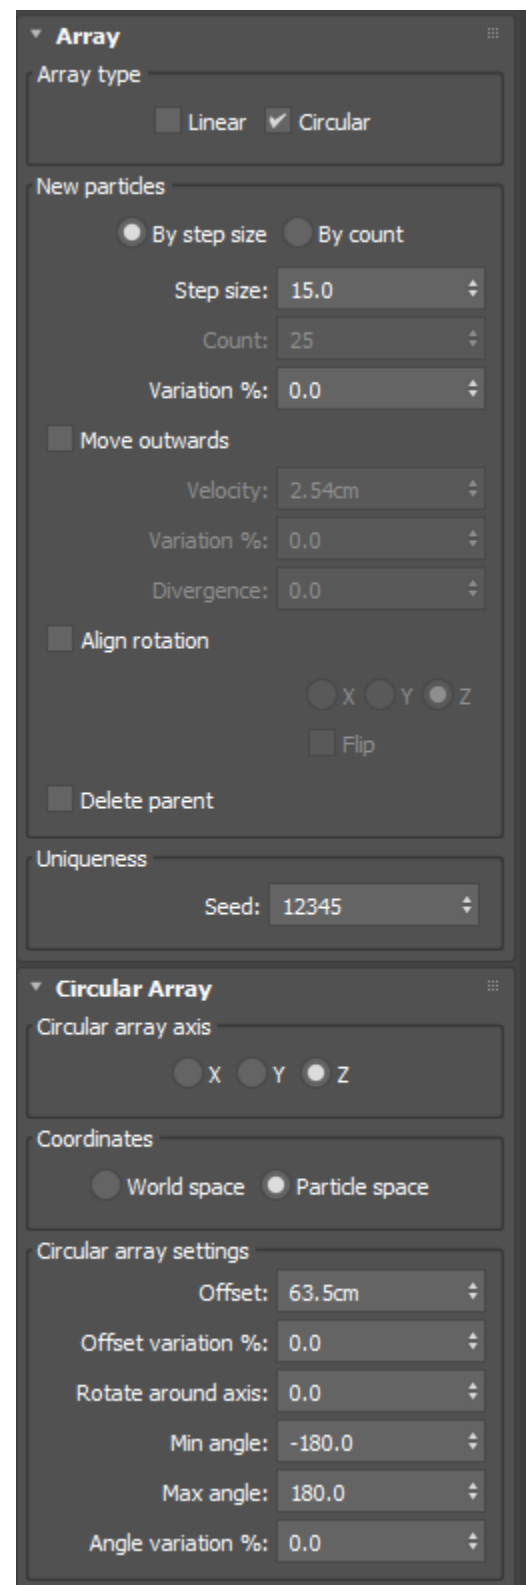 Array
Array type
Linear Circular
New particles
By step size By count
Step size: 15.0
Count: 25
Variation %: 0.0
Move outwards
Velocity: 2.54cm
Variation %: 0.0
Divergence: 0.0
Align rotation
X Y Z
Flip
Delete parent
Uniqueness
Seed: 12345
Circular Array
Circular array axis
X Y Z
Coordinates
World space Particle space
Circular array settings
Offset: 63.5cm
Offset variation %: 0.0
Rotate around axis: 0.0
Min angle: -180.0
Max angle: 180.0
Angle variation %: 0.0